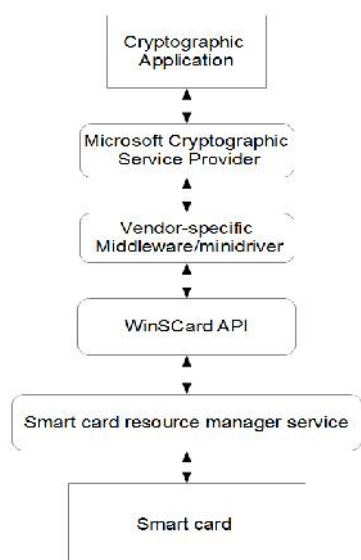 Cryptographic
Application
Microsoft Cryptographic
Service Provider
Vendor-specific
Middleware/minidriver
WinSCard API
Smart card resource manager service
Smart card